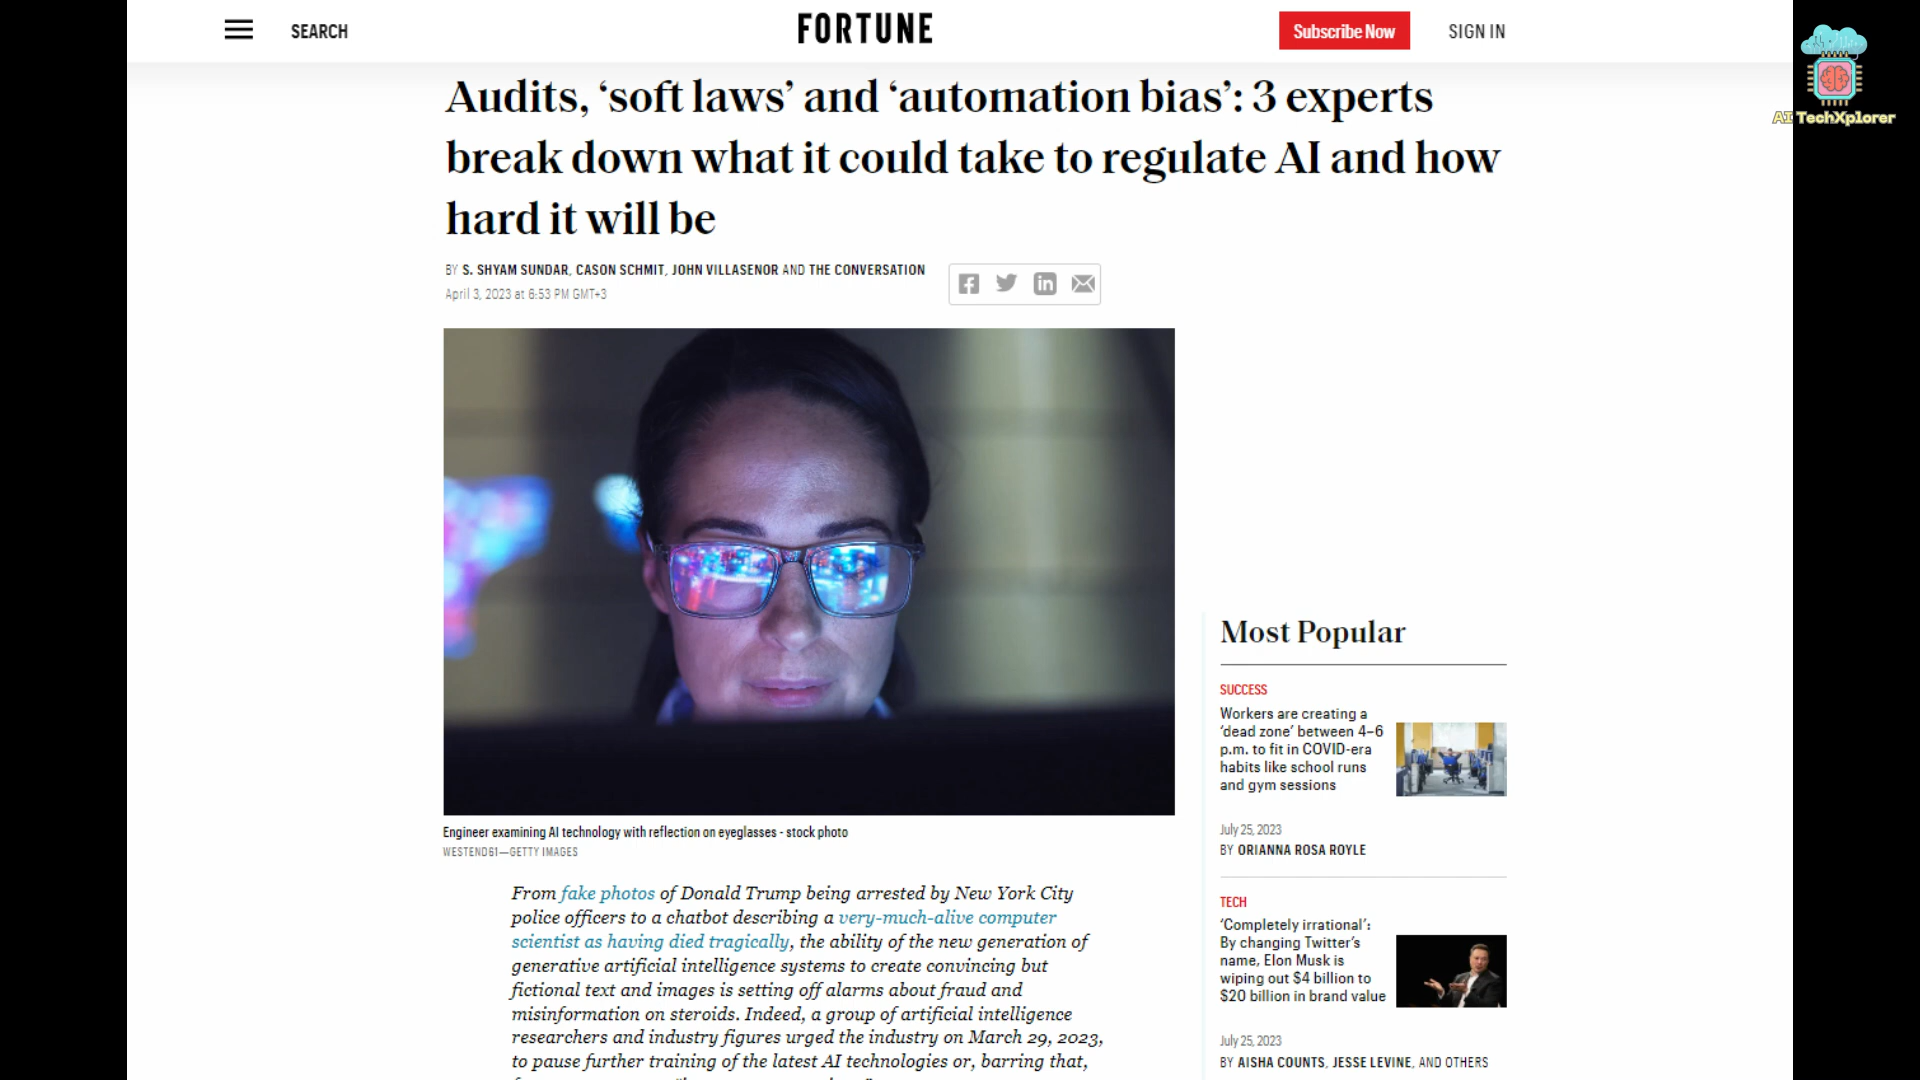 SEARCH
FORTUNE
Subscribe Now
SIGN IN
AI TechXplorer
Audits, ‘soft laws’ and ‘automation bias’: 3 experts
break down what it could take to regulate AI and how
hard it will be
BY S. SHYAM SUNDAR, CASON SCHMIT, JOHN VILLASENOR AND THE CONVERSATION
April 3, 2023 at 6:53 PM GMT+3
Engineer examining AI technology with reflection on eyeglasses - stock photo
WESTEND61—GETTY IMAGES
From fake photos of Donald Trump being arrested by New York City
police officers to a chatbot describing a very-much-alive computer
scientist as having died tragically, the ability of the new generation of
generative artificial intelligence systems to create convincing but
fictional text and images is setting off alarms about fraud and
misinformation on steroids. Indeed, a group of artificial intelligence
researchers and industry figures urged the industry on March 29, 2023,
to pause further training of the latest AI technologies or, barring that,
Most Popular
SUCCESS
Workers are creating a
‘dead zone’ between 4–6
p.m. to fit in COVID-era
habits like school runs
and gym sessions
July 25, 2023
BY ORIANNA ROSA ROYLE
TECH
‘Completely irrational’:
By changing Twitter’s
name, Elon Musk is
wiping out $4 billion to
$20 billion in brand value
July 25, 2023
BY AISHA COUNTS, JESSE LEVINE, AND OTHERS